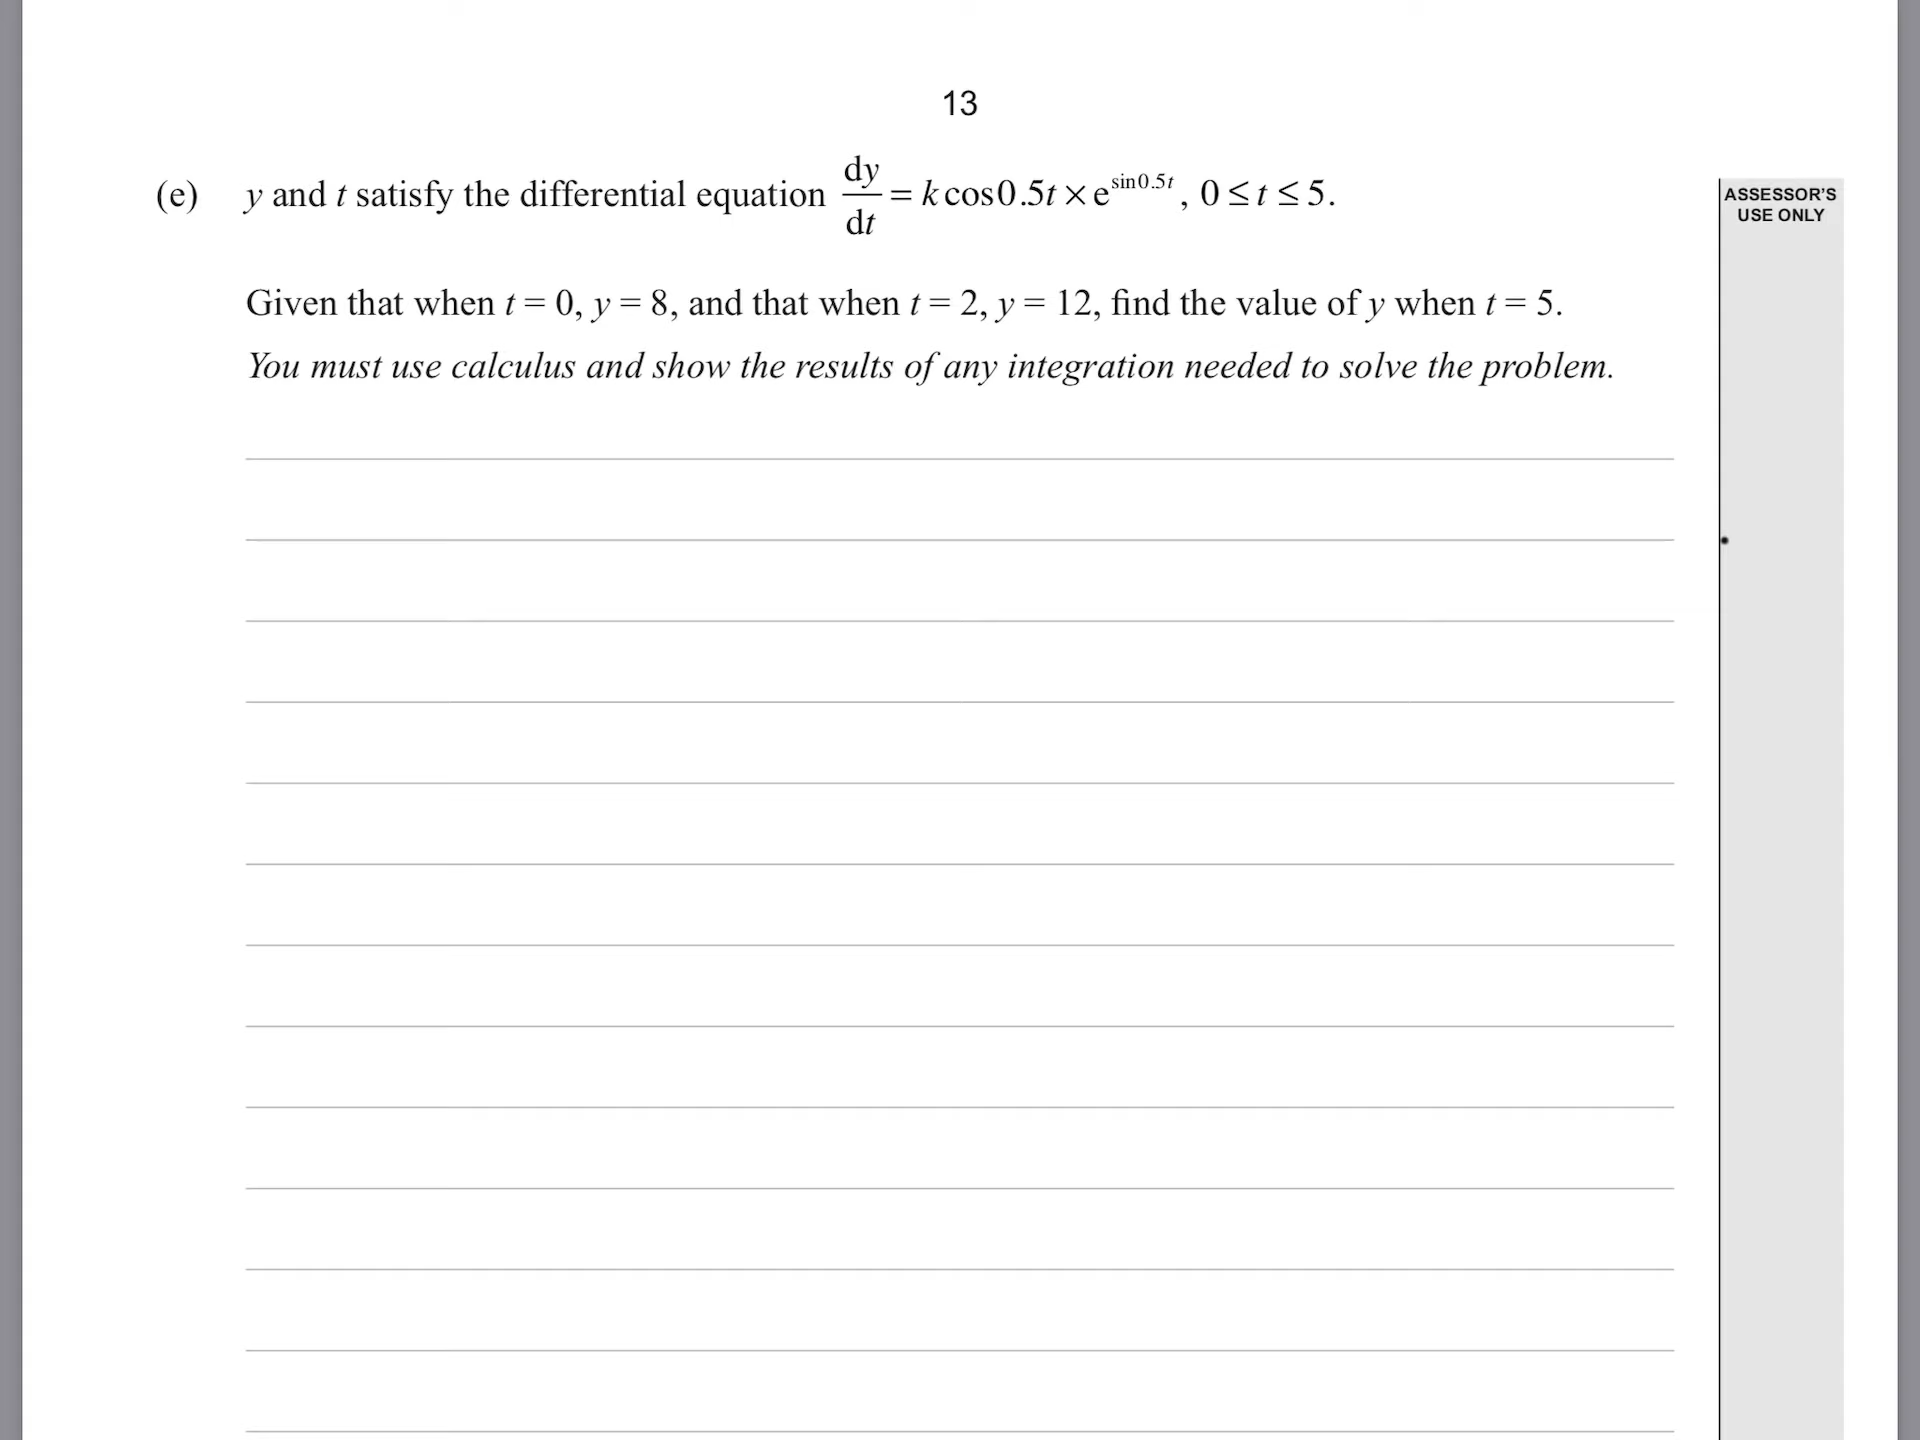 13
(e) y and t satisfy the differential equation dy/dt = k cos0.5t × e^sin0.5t, 0 ≤ t ≤ 5.
ASSESSOR'S
USE ONLY
Given that when t = 0, y = 8, and that when t = 2, y = 12, find the value of y when t = 5.
You must use calculus and show the results of any integration needed to solve the problem.